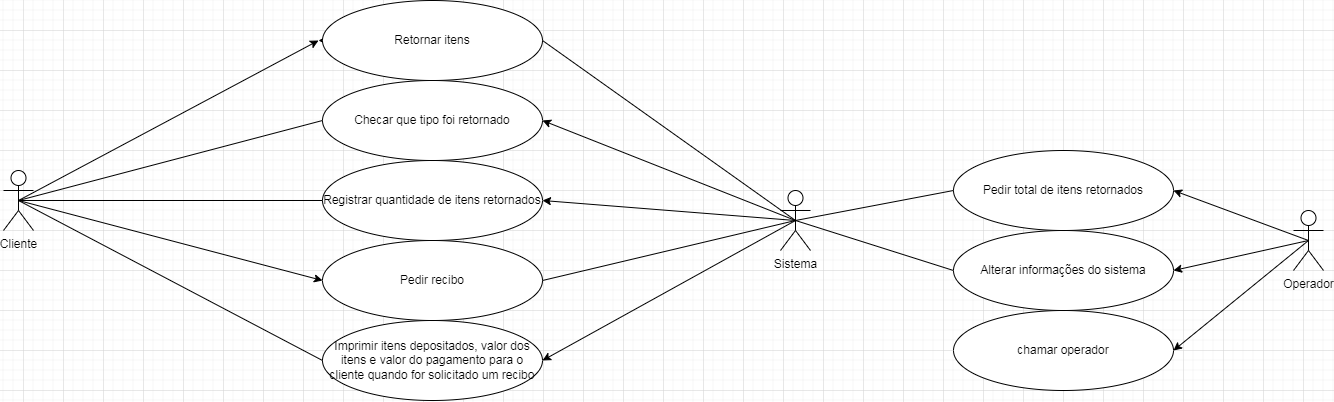 Retornar itens
Checar que tipo foi retornado
Registrar quantidade de itens retornados
Pedir recibo
Imprimir itens depositados, valor dos
itens e valor do pagamento para o
cliente quando for solicitado um recibo
Cliente
Sistema
Pedir total de itens retornados
Alterar informações do sistema
chamar operador
Operador